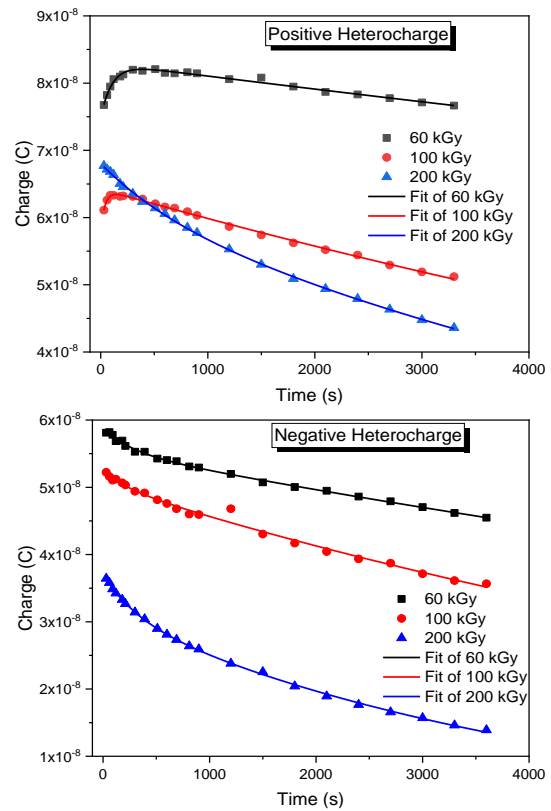 Positive Heterocharge
9x10⁻⁸
8x10⁻⁸
7x10⁻⁸
6x10⁻⁸
5x10⁻⁸
4x10⁻⁸
Charge (C)
60 kGy
100 kGy
200 kGy
Fit of 60 kGy
Fit of 100 kGy
Fit of 200 kGy
0 1000 2000 3000 4000
Time (s)
Negative Heterocharge
6x10⁻⁸
5x10⁻⁸
4x10⁻⁸
3x10⁻⁸
2x10⁻⁸
1x10⁻⁸
Charge (C)
60 kGy
100 kGy
200 kGy
Fit of 60 kGy
Fit of 100 kGy
Fit of 200 kGy
0 1000 2000 3000 4000
Time (s)